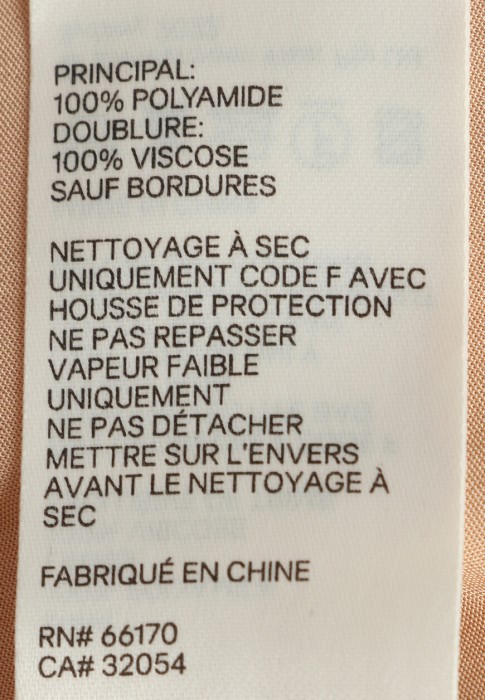 PRINCIPAL:
100% POLYAMIDE
DOUBLURE:
100% VISCOSE
SAUF BORDURES
NETTOYAGE À SEC
UNIQUEMENT CODE F AVEC
HOUSSE DE PROTECTION
NE PAS REPASSER
VAPEUR FAIBLE
UNIQUEMENT
NE PAS DÉTACHER
METTRE SUR L'ENVERS
AVANT LE NETTOYAGE À
SEC
FABRIQUÉ EN CHINE
RN# 66170
CA# 32054